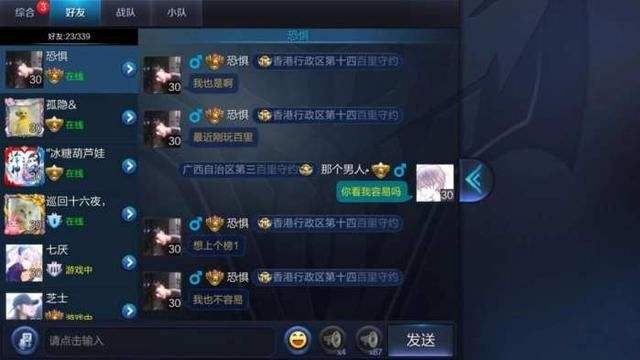 综合 3 好友 战队 小队
好友:23/339
恐惧
恐惧
30 在线
孤隐&
30 在线
“冰糖葫芦娃
30 在线
巡回十六夜，
30 在线
七厌
30 游戏中
芝士
恐惧 香港行政区第十四百里守约
我也是啊
30
恐惧 香港行政区第十四百里守约
最近刚玩百里
30
广西自治区第三百里守约 那个男人
你看我容易吗
30
恐惧 香港行政区第十四百里守约
想上个榜1
30
恐惧 香港行政区第十四百里守约
我也不容易
30
请点击输入
x4 x87
发送